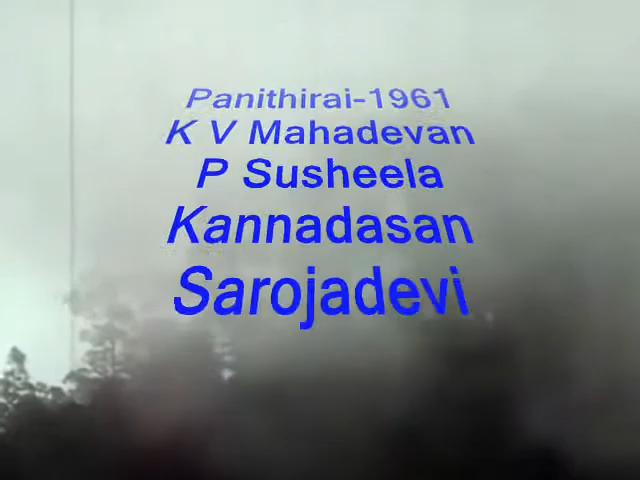 Panithirai-1961
K V Mahadevan
P Susheela
Kannadasan
Sarojadevi